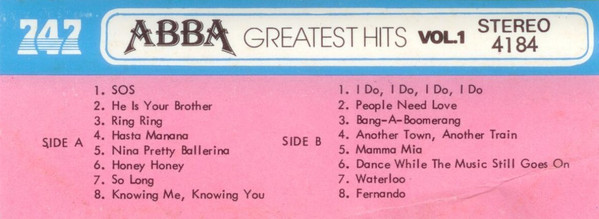 747 ABBA GREATEST HITS VOL.1 STEREO
4184
SIDE A
1. SOS
2. He Is Your Brother
3. Ring Ring
4. Hasta Manana
5. Nina Pretty Ballerina
6. Honey Honey
7. So Long
8. Knowing Me, Knowing You
SIDE B
1. I Do, I Do, I Do, I Do
2. People Need Love
3. Bang-A-Boomerang
4. Another Town, Another Train
5. Mamma Mia
6. Dance While The Music Still Goes On
7. Waterloo
8. Fernando